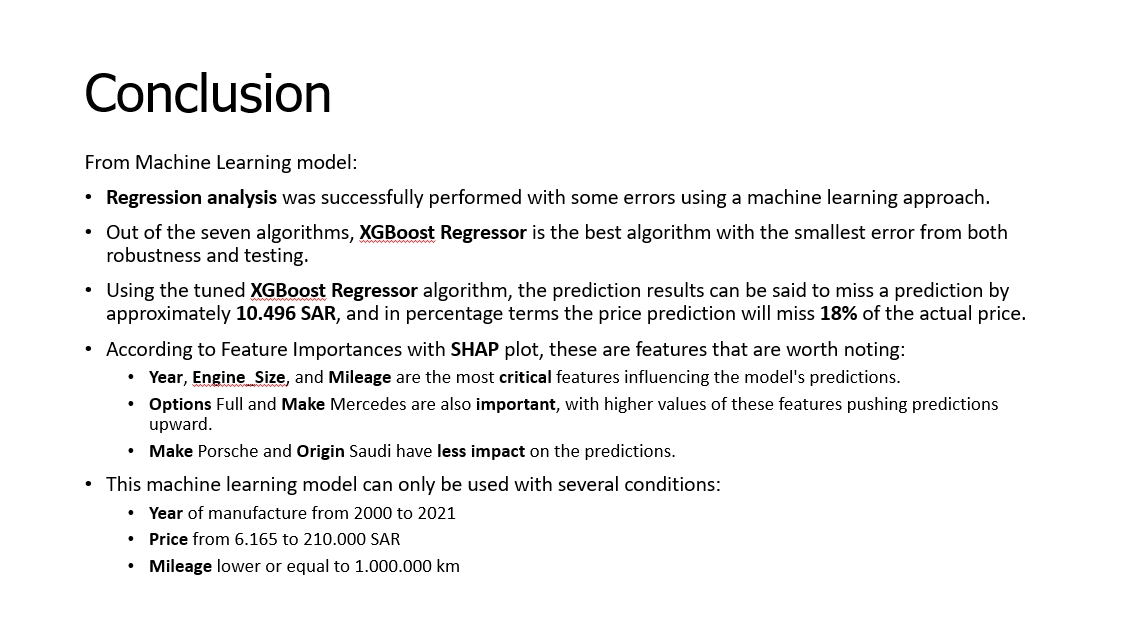 Conclusion
From Machine Learning model:
• Regression analysis was successfully performed with some errors using a machine learning approach.
• Out of the seven algorithms, XGBoost Regressor is the best algorithm with the smallest error from both
robustness and testing.
• Using the tuned XGBoost Regressor algorithm, the prediction results can be said to miss a prediction by
approximately 10.496 SAR, and in percentage terms the price prediction will miss 18% of the actual price.
• According to Feature Importances with SHAP plot, these are features that are worth noting:
• Year, Engine_Size, and Mileage are the most critical features influencing the model's predictions.
• Options Full and Make Mercedes are also important, with higher values of these features pushing predictions
upward.
• Make Porsche and Origin Saudi have less impact on the predictions.
• This machine learning model can only be used with several conditions:
• Year of manufacture from 2000 to 2021
• Price from 6.165 to 210.000 SAR
• Mileage lower or equal to 1.000.000 km